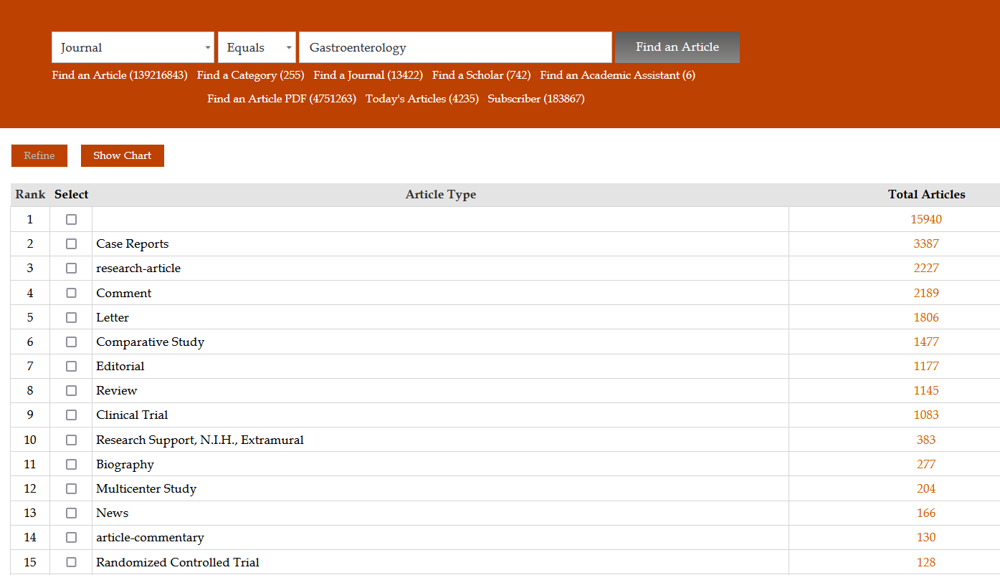 Journal Equals Gastroenterology Find an Article
Find an Article (139216843) Find a Category (255) Find a Journal (13422) Find a Scholar (742) Find an Academic Assistant (6)
Find an Article PDF (4751263) Today's Articles (4235) Subscriber (183867)
Refine Show Chart
Rank Select Article Type Total Articles
1 15940
2 Case Reports 3387
3 research-article 2227
4 Comment 2189
5 Letter 1806
6 Comparative Study 1477
7 Editorial 1177
8 Review 1145
9 Clinical Trial 1083
10 Research Support, N.I.H., Extramural 383
11 Biography 277
12 Multicenter Study 204
13 News 166
14 article-commentary 130
15 Randomized Controlled Trial 128